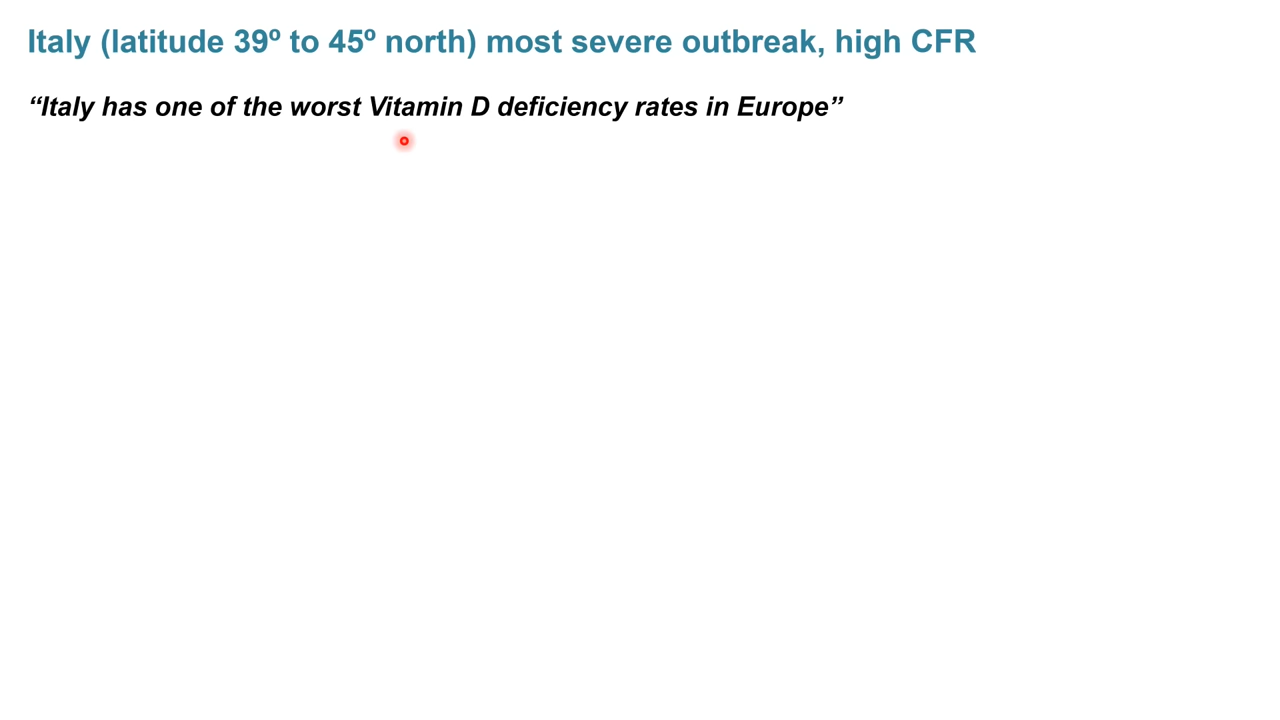 Italy (latitude 39º to 45º north) most severe outbreak, high CFR
“Italy has one of the worst Vitamin D deficiency rates in Europe”